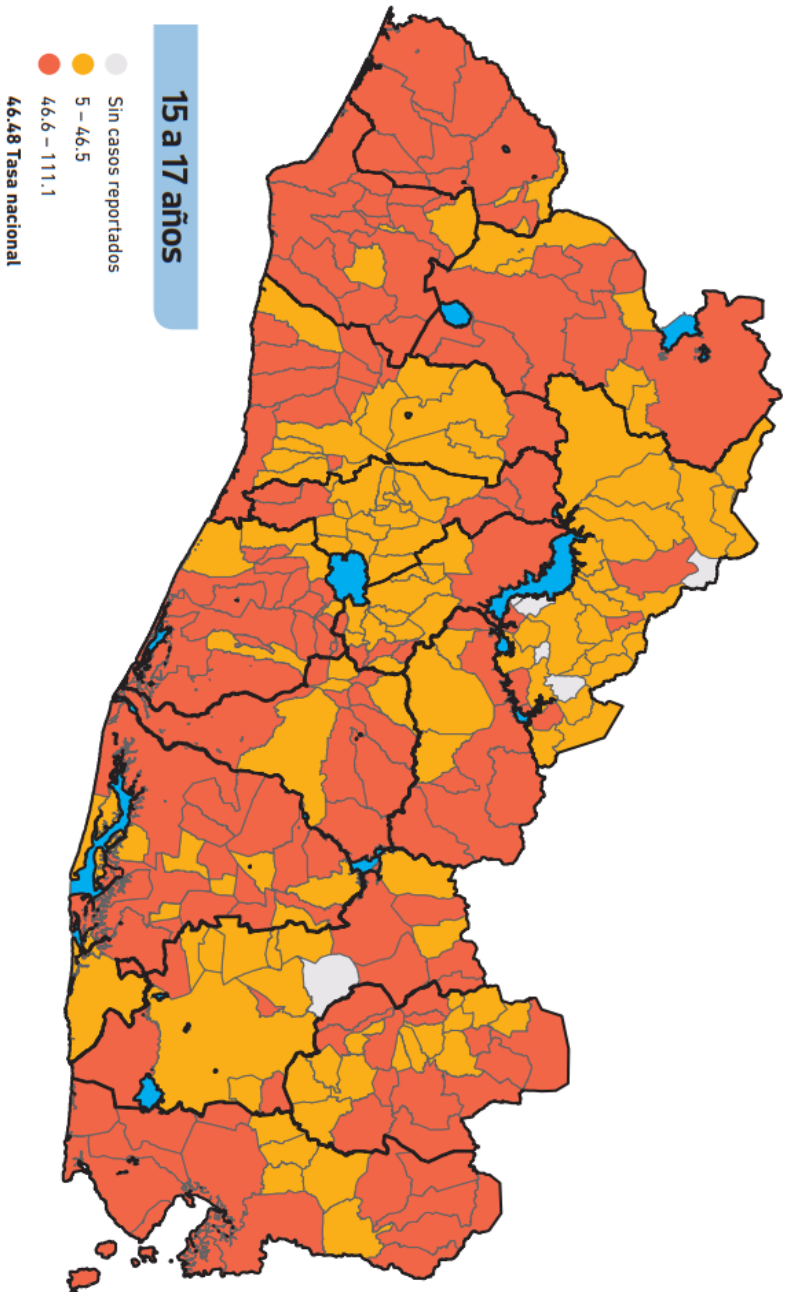 15 a 17 años
Sin casos reportados
5 – 46.5
46.6 – 111.1
46.48 Tasa nacional